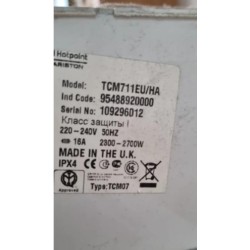 Hotpoint
ARISTON
Model: TCM711EU/HA
Ind Code: 95488920000
Serial No: 109296012
Класс защиты I
220-240V 50HZ
16A 2300-2700W
MADE IN THE U.K.
IPX4
Approved
Type: TCM07